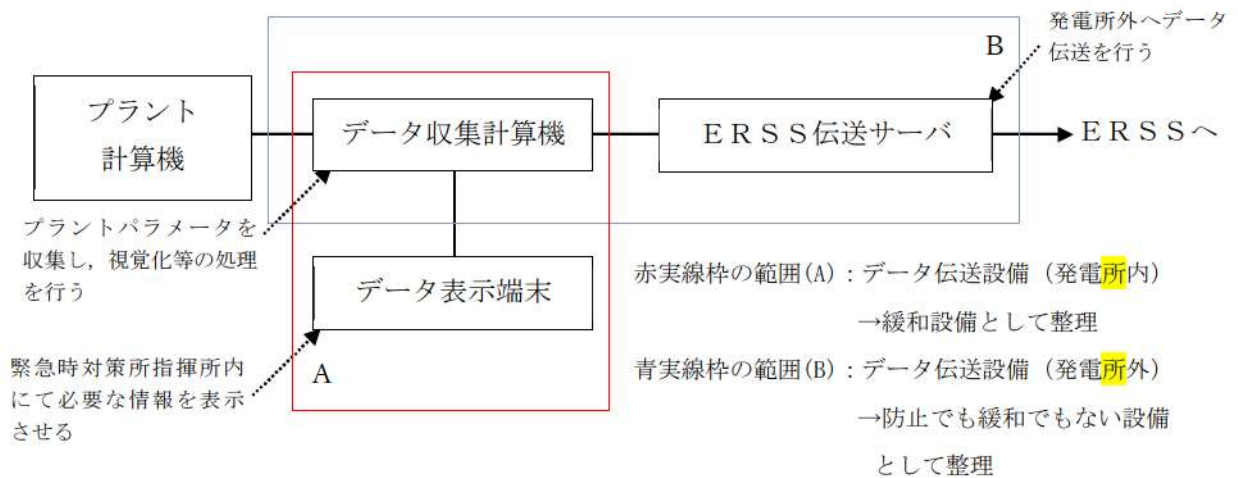 発電所外へデータ
伝送を行う
B
プラント
計算機
データ収集計算機
ERSS伝送サーバ
ERSSへ
プラントパラメータを
収集し,視覚化等の処理
を行う
データ表示端末
緊急時対策所指揮所内
にて必要な情報を表示
させる
A
赤実線枠の範囲(A):データ伝送設備(発電所内)
→緩和設備として整理
青実線枠の範囲(B):データ伝送設備(発電所外)
→防止でも緩和でもない設備
として整理